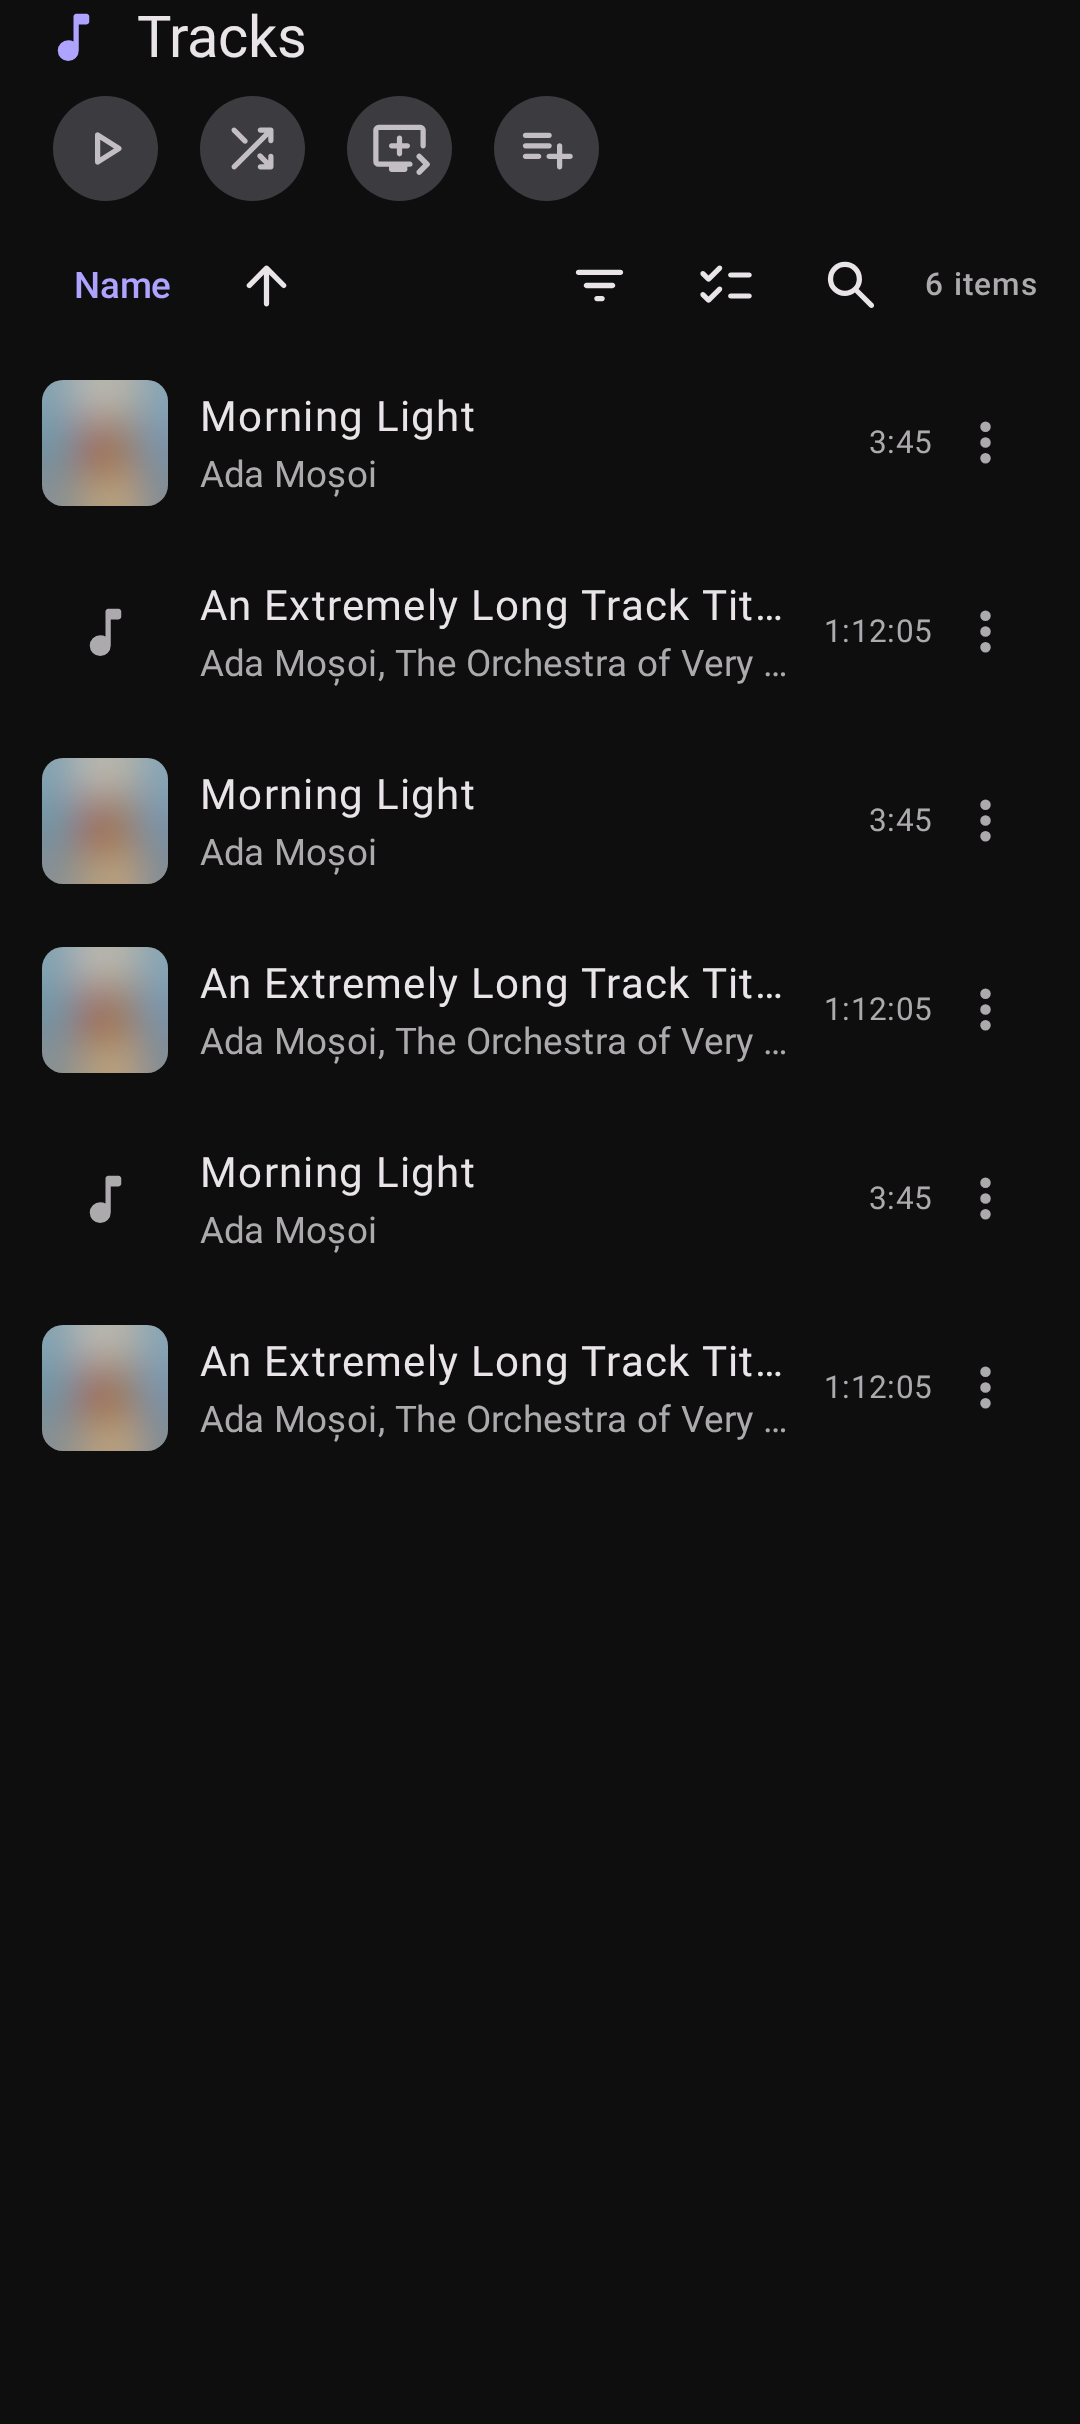 Tracks
Name
6 items
Morning Light
3:45
Ada Moșoi
An Extremely Long Track Tit…
1:12:05
Ada Moșoi, The Orchestra of Very …
Morning Light
3:45
Ada Moșoi
An Extremely Long Track Tit…
1:12:05
Ada Moșoi, The Orchestra of Very …
Morning Light
3:45
Ada Moșoi
An Extremely Long Track Tit…
1:12:05
Ada Moșoi, The Orchestra of Very …